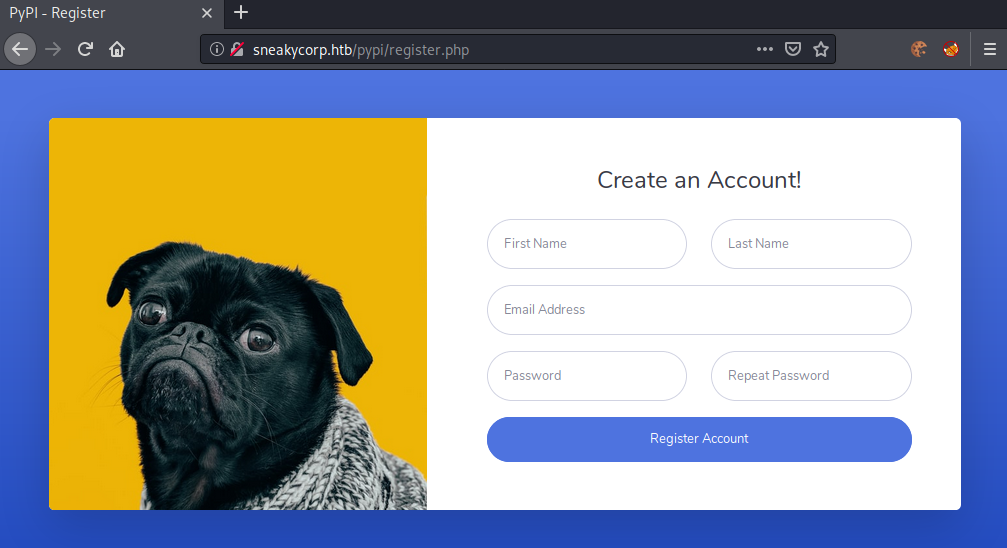 PyPI - Register
sneakycorp.htb/pypi/register.php
Create an Account!
First Name Last Name
Email Address
Password Repeat Password
Register Account